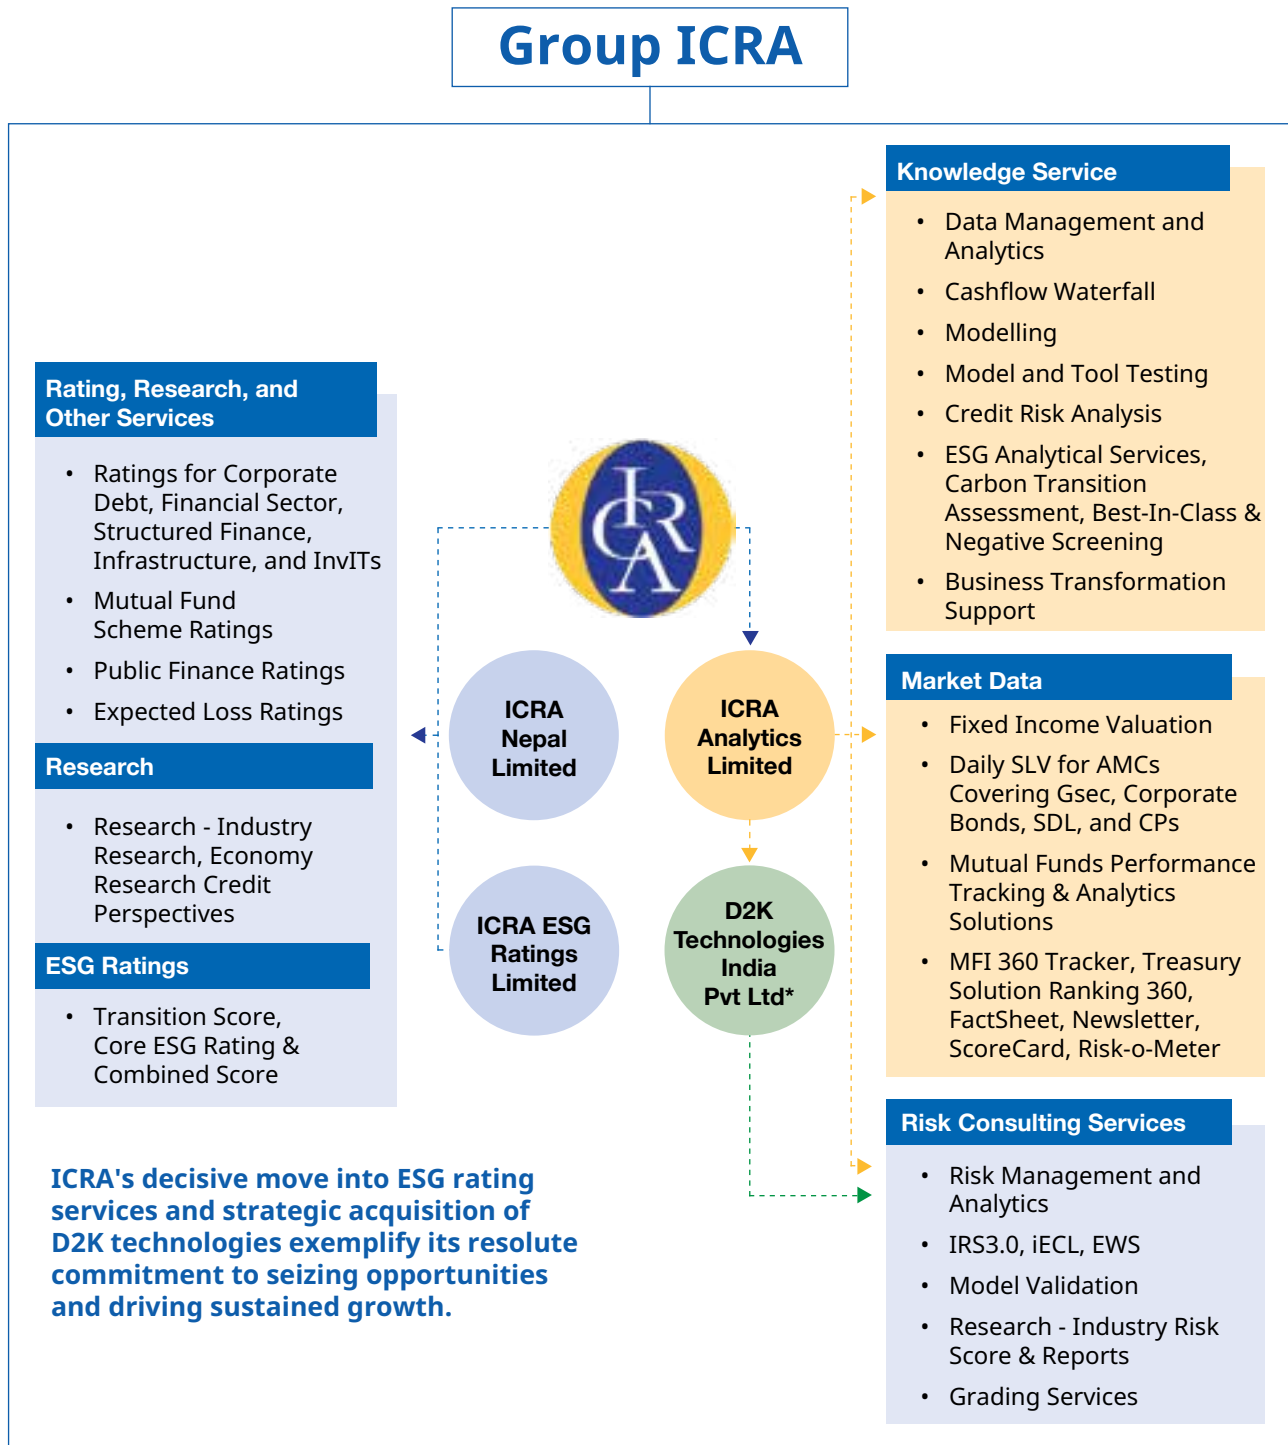 Group ICRA
Rating, Research, and
Other Services
• Ratings for Corporate
Debt, Financial Sector,
Structured Finance,
Infrastructure, and InvITs
• Mutual Fund
Scheme Ratings
• Public Finance Ratings
• Expected Loss Ratings
Research
• Research - Industry
Research, Economy
Research Credit
Perspectives
ESG Ratings
• Transition Score,
Core ESG Rating &
Combined Score
ICRA
ICRA
Nepal
Limited
ICRA
Analytics
Limited
ICRA ESG
Ratings
Limited
D2K
Technologies
India
Pvt Ltd*
Knowledge Service
• Data Management and
Analytics
• Cashflow Waterfall
• Modelling
• Model and Tool Testing
• Credit Risk Analysis
• ESG Analytical Services,
Carbon Transition
Assessment, Best-In-Class &
Negative Screening
• Business Transformation
Support
Market Data
• Fixed Income Valuation
• Daily SLV for AMCs
Covering Gsec, Corporate
Bonds, SDL, and CPs
• Mutual Funds Performance
Tracking & Analytics
Solutions
• MFI 360 Tracker, Treasury
Solution Ranking 360,
FactSheet, Newsletter,
ScoreCard, Risk-o-Meter
Risk Consulting Services
• Risk Management and
Analytics
• IRS3.0, iECL, EWS
• Model Validation
• Research - Industry Risk
Score & Reports
• Grading Services
ICRA's decisive move into ESG rating
services and strategic acquisition of
D2K technologies exemplify its resolute
commitment to seizing opportunities
and driving sustained growth.